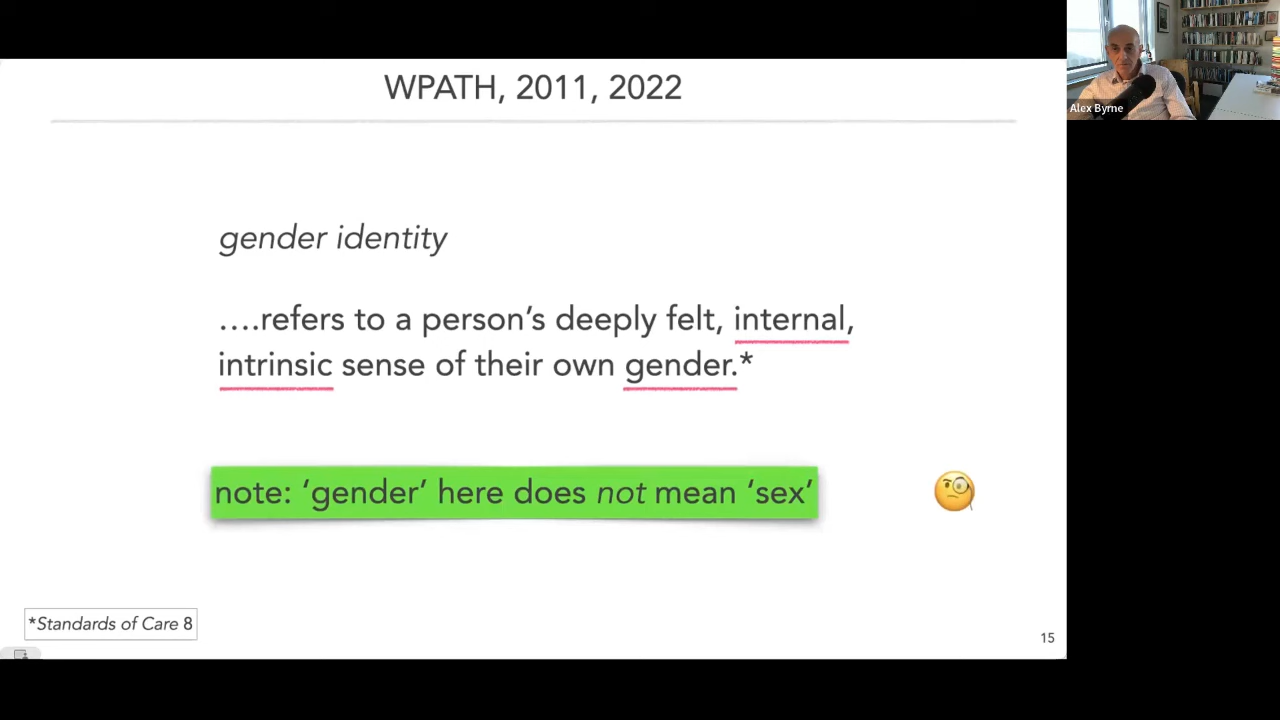 WPATH, 2011, 2022
Alex Byrne
gender identity
….refers to a person's deeply felt, internal,
intrinsic sense of their own gender.*
note: ‘gender’ here does not mean ‘sex’
*Standards of Care 8
15